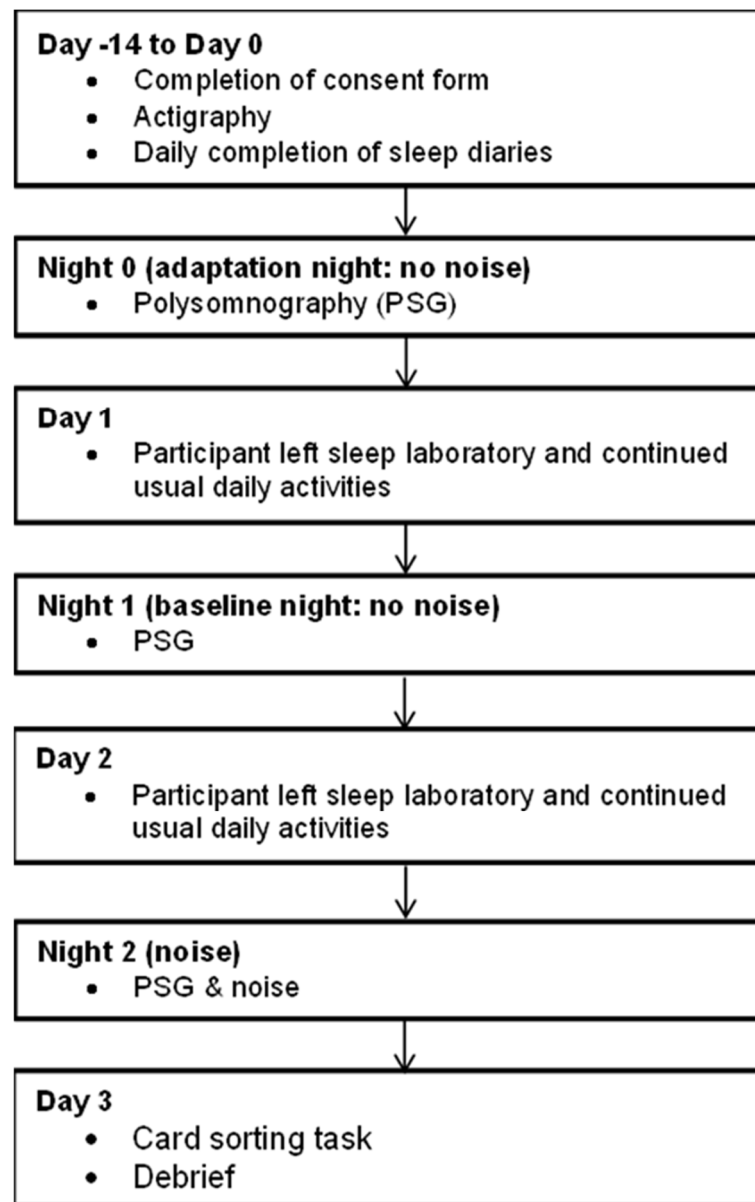 Day -14 to Day 0
• Completion of consent form
• Actigraphy
• Daily completion of sleep diaries
Night 0 (adaptation night: no noise)
• Polysomnography (PSG)
Day 1
• Participant left sleep laboratory and continued
usual daily activities
Night 1 (baseline night: no noise)
• PSG
Day 2
• Participant left sleep laboratory and continued
usual daily activities
Night 2 (noise)
• PSG & noise
Day 3
• Card sorting task
• Debrief